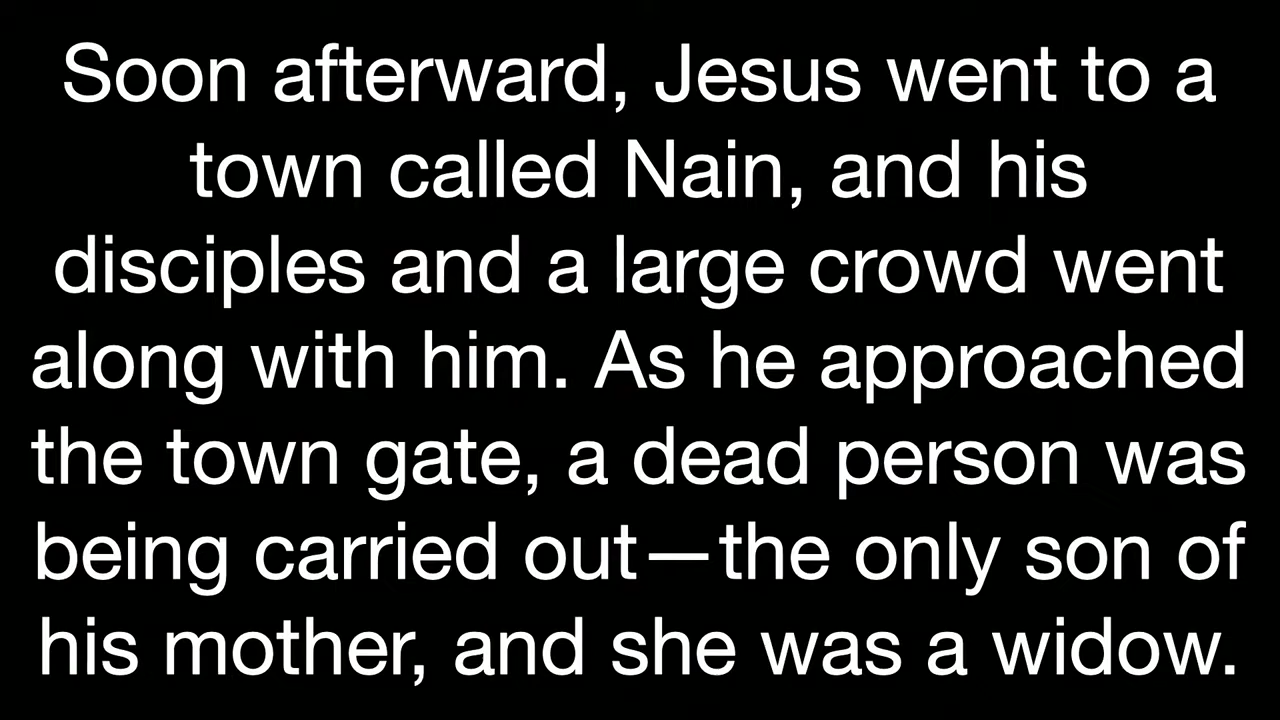 Soon afterward, Jesus went to a
town called Nain, and his
disciples and a large crowd went
along with him. As he approached
the town gate, a dead person was
being carried out—the only son of
his mother, and she was a widow.